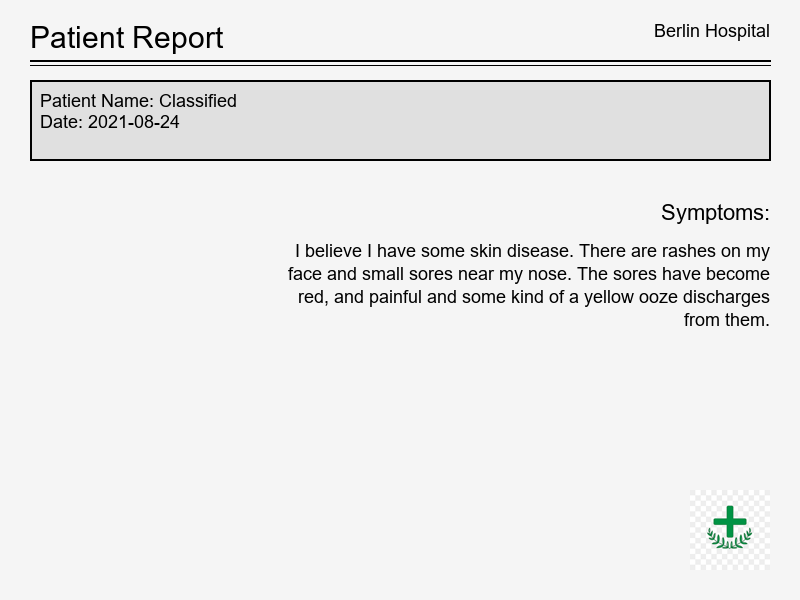 Patient Report
Berlin Hospital
Patient Name: Classified
Date: 2021-08-24
Symptoms:
I believe I have some skin disease. There are rashes on my
face and small sores near my nose. The sores have become
red, and painful and some kind of a yellow ooze discharges
from them.